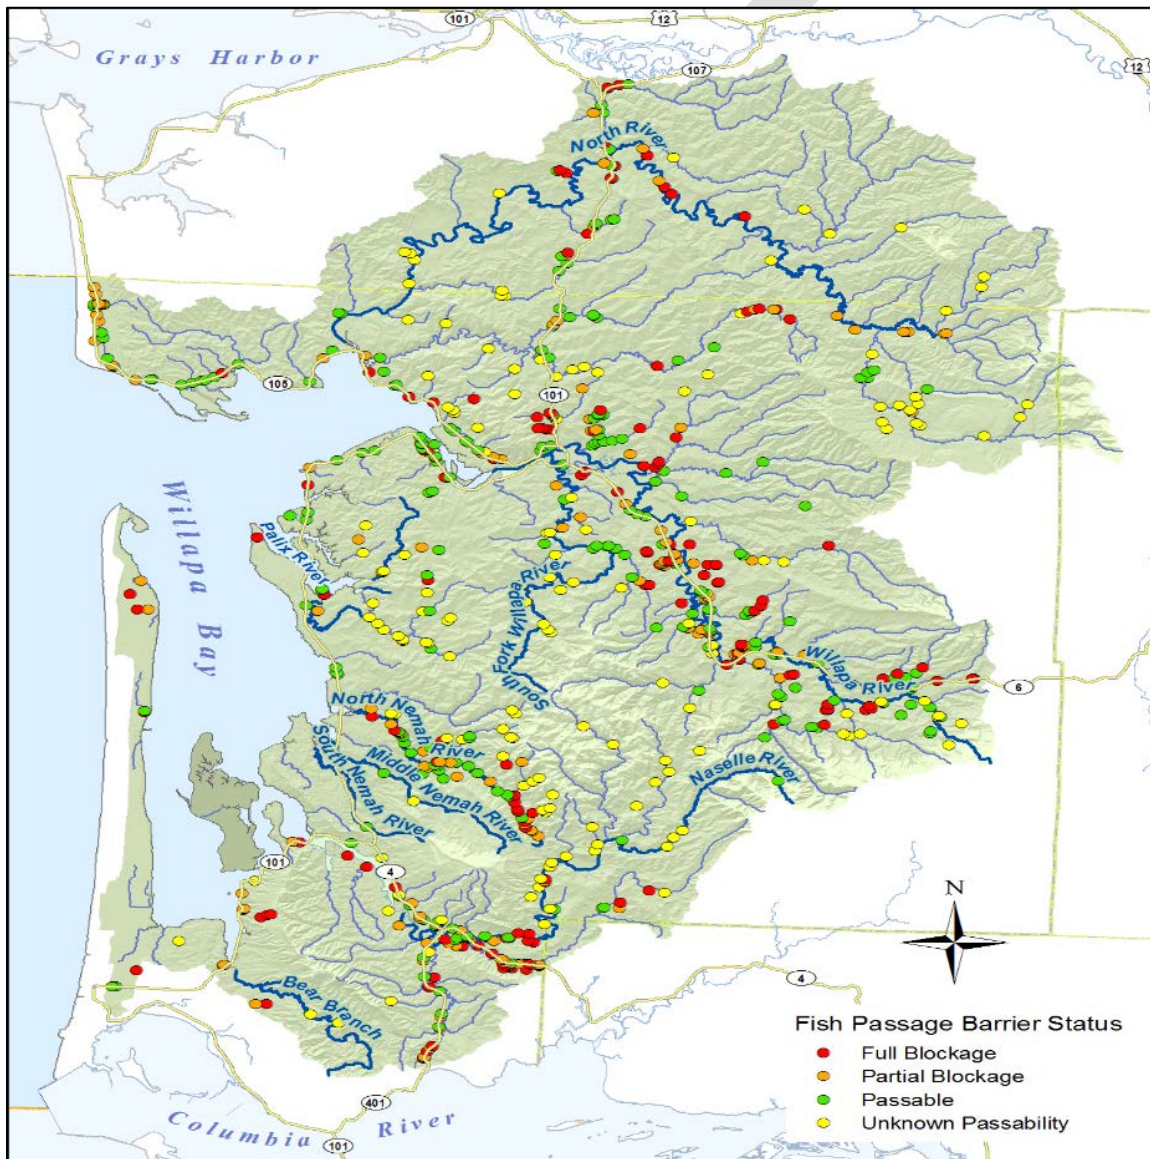 101
12
Grays Harbor
107
12
North River
105
101
Willapa Bay
Palix River
South Fork Willapa River
Willapa River
6
North Nemah River
Middle Nemah River
South Nemah River
Naselle River
101
4
N
4
Bear Branch
Fish Passage Barrier Status
Full Blockage
Partial Blockage
Passable
Unknown Passability
401
Columbia River
101